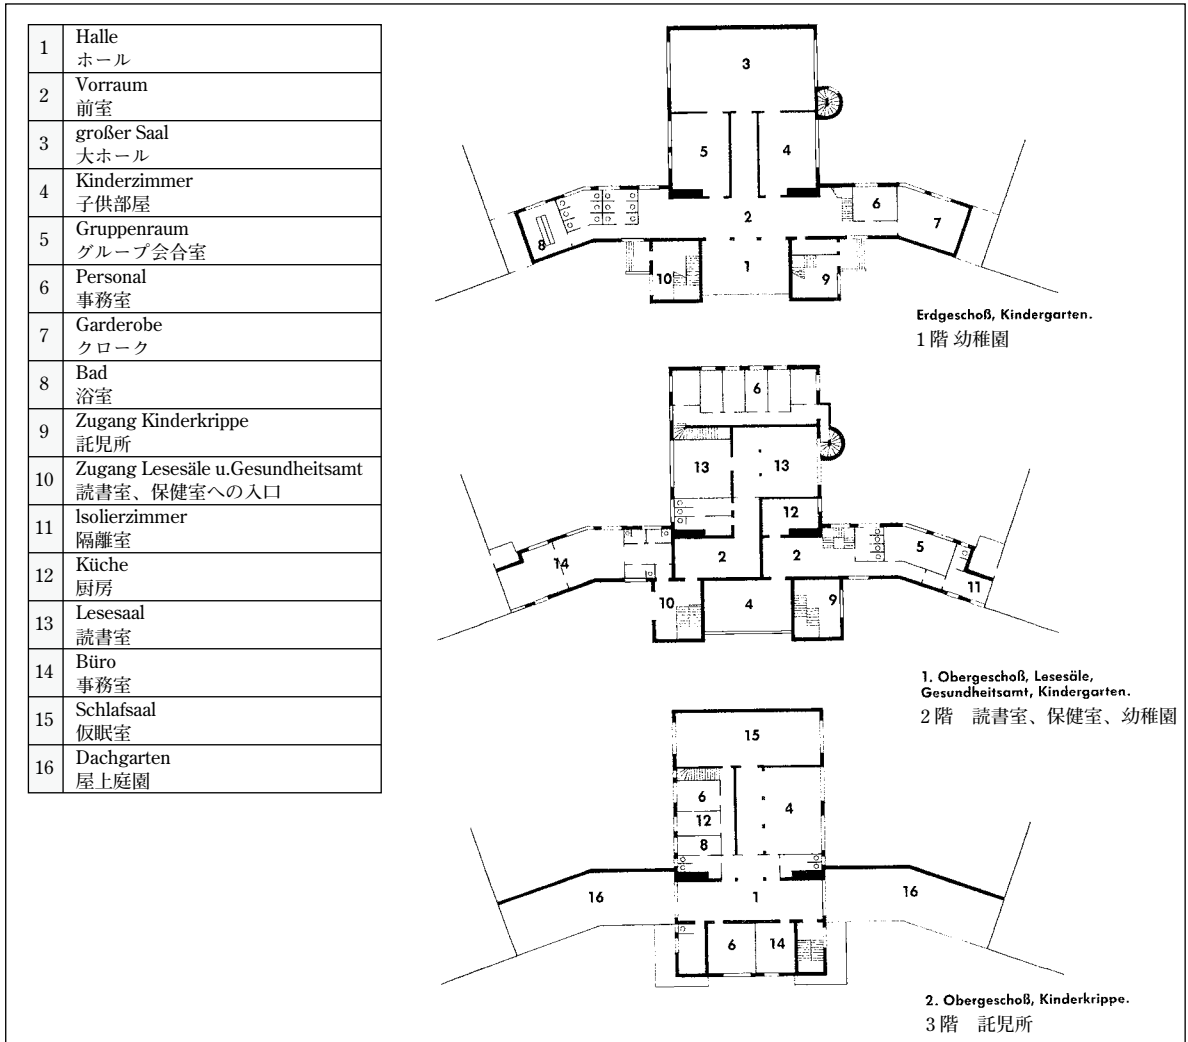 1 Halle
ホール
2 Vorraum
前室
3 großer Saal
大ホール
4 Kinderzimmer
子供部屋
5 Gruppenraum
グループ会合室
6 Personal
事務室
7 Garderobe
クローク
8 Bad
浴室
9 Zugang Kinderkrippe
託児所
10 Zugang Lesesäle u.Gesundheitsamt
読書室、保健室への入口
11 Isolierzimmer
隔離室
12 Küche
厨房
13 Lesesaal
読書室
14 Büro
事務室
15 Schlafsaal
仮眠室
16 Dachgarten
屋上庭園
3
5 4
6
2 7
8
1
10 9
Erdgeschoß, Kindergarten.
1階 幼稚園
6
13 13
12
14 2 2 5
11
10 4 9
1. Obergeschoß, Lesesäle,
Gesundheitsamt, Kindergarten.
2階 読書室、保健室、幼稚園
15
6 4
12
8
16 1 16
6 14
2. Obergeschoß, Kinderkrippe.
3階 託児所